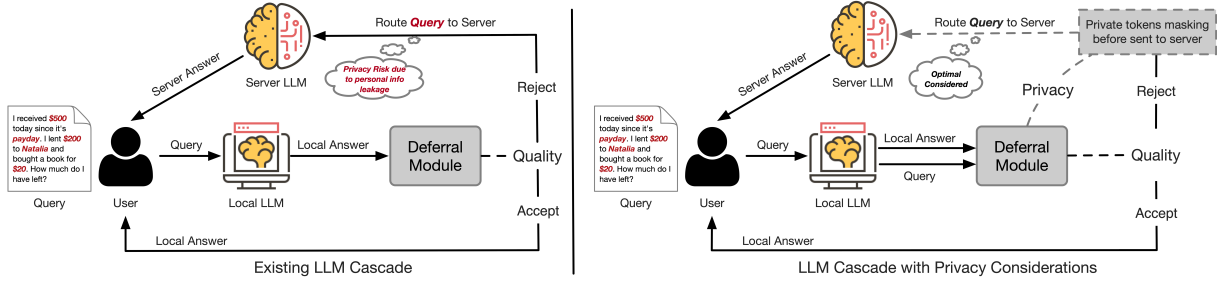 Route Query to Server
Server Answer
Server LLM
Privacy Risk due
to personal info
leakage
Reject
I received $500
today since it's
payday. I lent $200
to Natalia and
bought a book for
$20. How much do I
have left?
Query
User
Query
Local LLM
Local Answer
Deferral
Module
Quality
Accept
Local Answer
Existing LLM Cascade
Route Query to Server
Private tokens masking
before sent to server
Server Answer
Server LLM
Optimal
Considered
Privacy
Reject
I received $500
today since it's
payday. I lent $200
to Natalia and
bought a book for
$20. How much do I
have left?
Query
User
Query
Local LLM
Local Answer
Query
Deferral
Module
Quality
Accept
Local Answer
LLM Cascade with Privacy Considerations